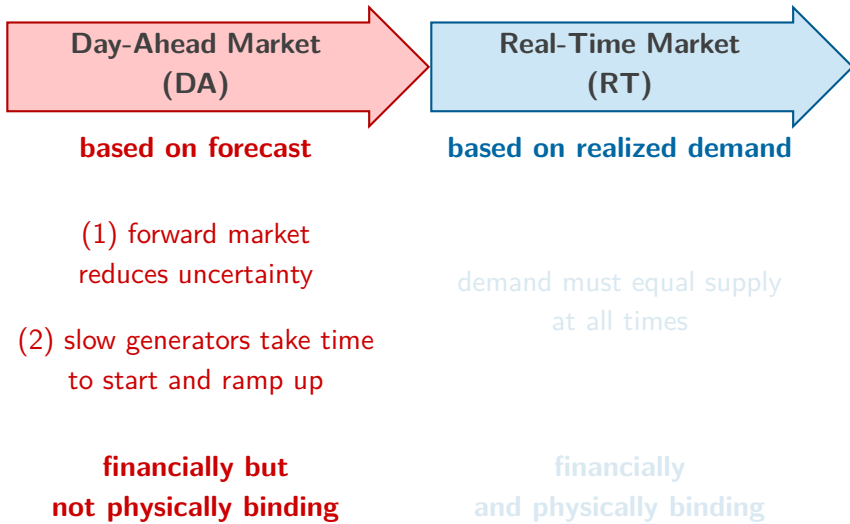 Day-Ahead Market
(DA)
Real-Time Market
(RT)
based on forecast
based on realized demand
(1) forward market
reduces uncertainty
demand must equal supply
at all times
(2) slow generators take time
to start and ramp up
financially but
not physically binding
financially
and physically binding